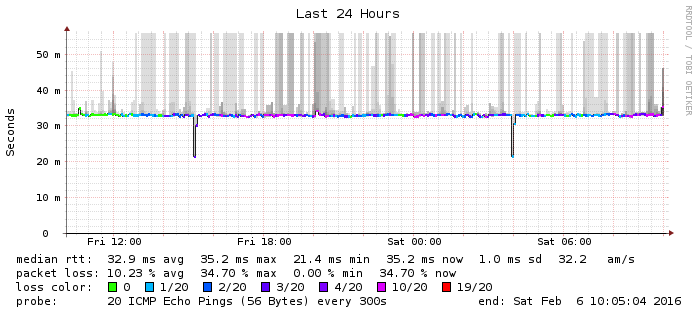 Last 24 Hours
RRDTOOL / TOBI OETIKER
Seconds
50 m
40 m
30 m
20 m
10 m
0
Fri 12:00 Fri 18:00 Sat 00:00 Sat 06:00
median rtt: 32.9 ms avg 35.2 ms max 21.4 ms min 35.2 ms now 1.0 ms sd 32.2 am/s
packet loss: 10.23 % avg 34.70 % max 0.00 % min 34.70 % now
loss color: 0 1/20 2/20 3/20 4/20 10/20 19/20
probe: 20 ICMP Echo Pings (56 Bytes) every 300s end: Sat Feb 6 10:05:04 2016